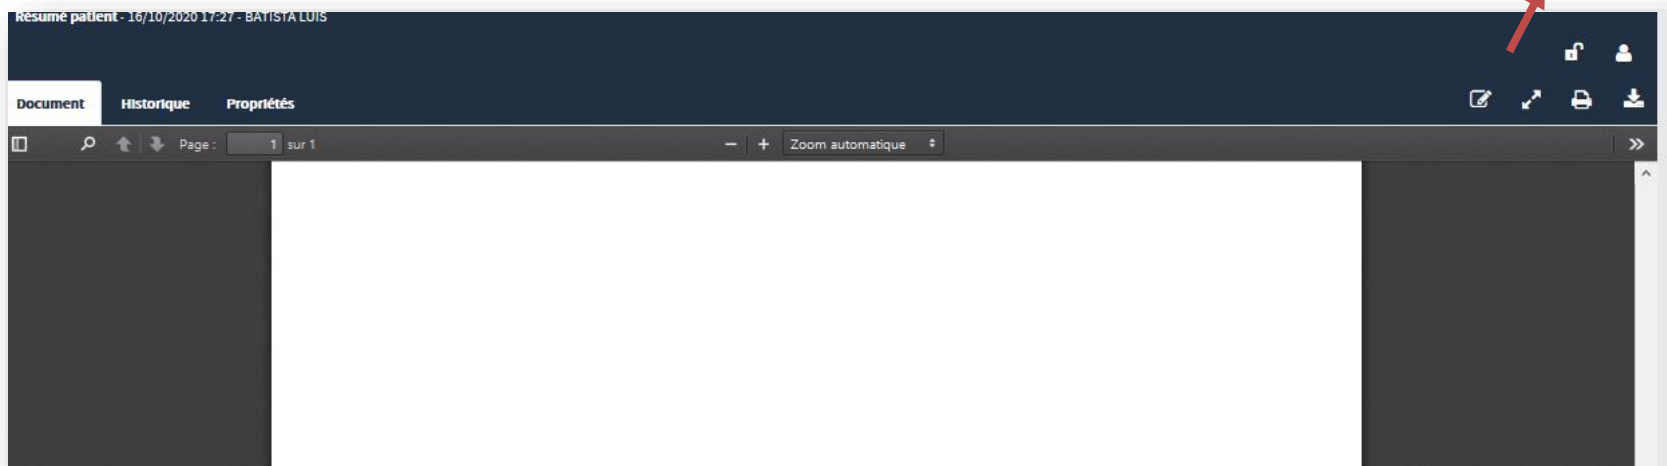 Résumé patient - 16/10/2020 17:27 - BATISTA LUIS
Document Historique Propriétés
Page : 1 sur 1 Zoom automatique